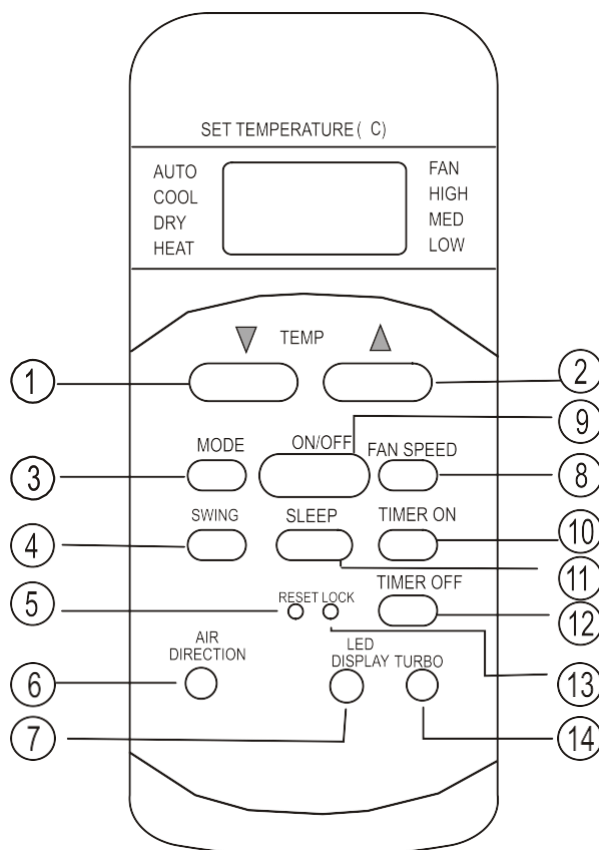 SET TEMPERATURE( C)
AUTO
COOL
DRY
HEAT
FAN
HIGH
MED
LOW
TEMP
1
2
9
MODE
ON/OFF
FAN SPEED
3
8
SWING
SLEEP
TIMER ON
4
10
11
RESET LOCK
TIMER OFF
5
12
AIR
DIRECTION
LED
DISPLAY TURBO
6
13
7
14